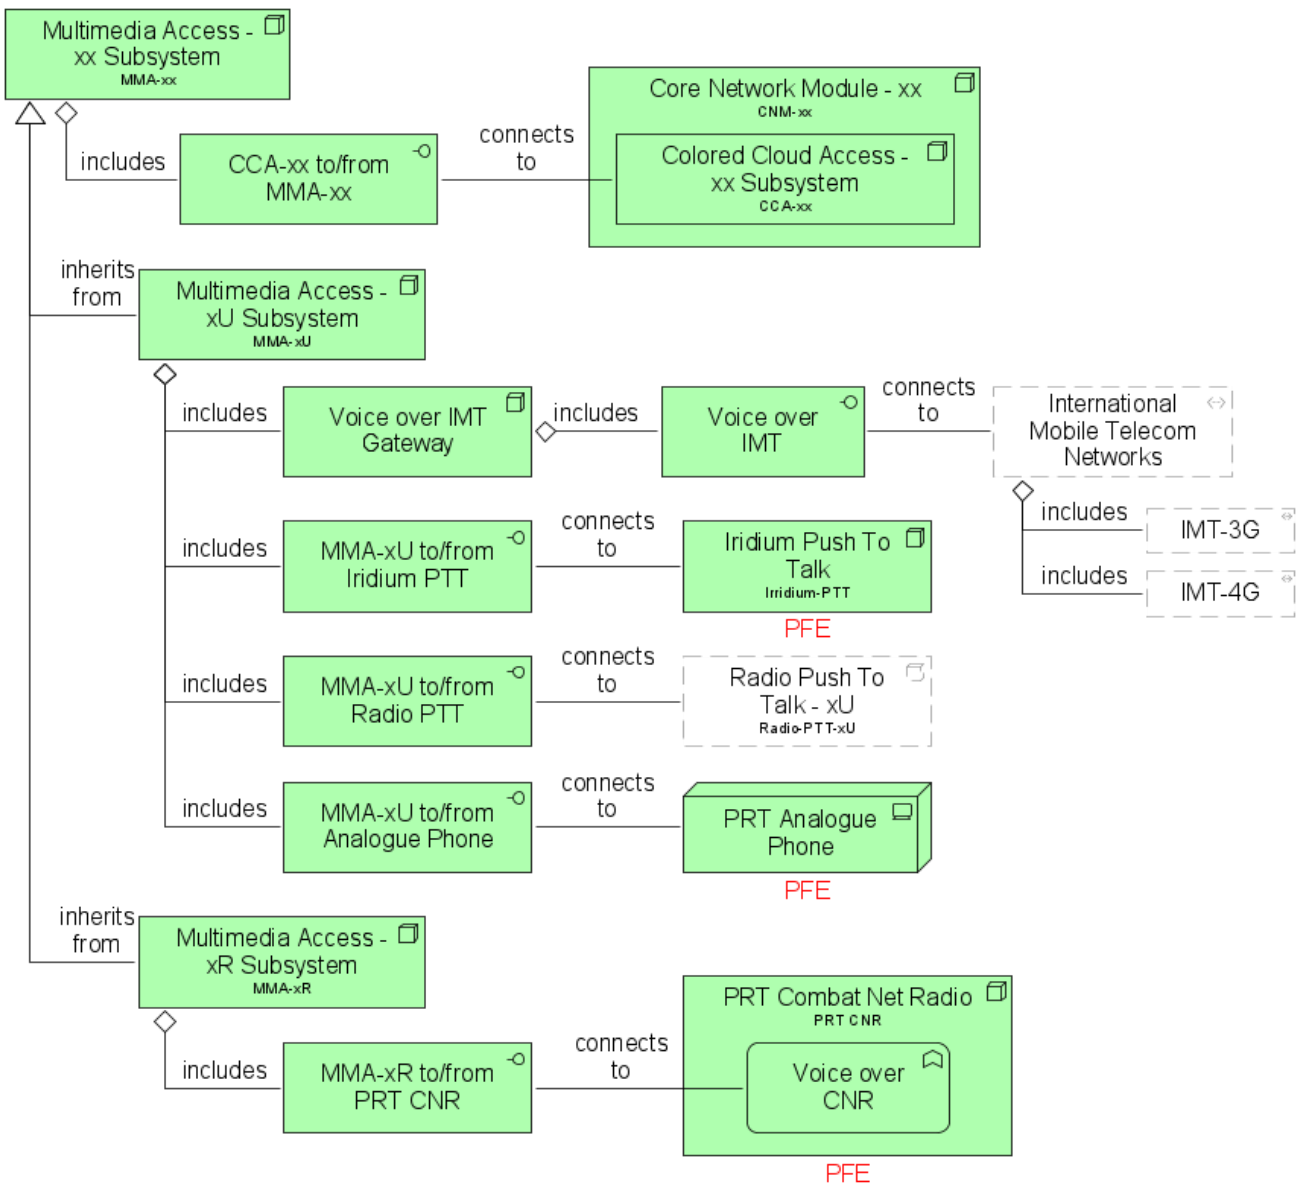 Multimedia Access -
xx Subsystem
MMA-xx
includes
CCA-xx to/from
MMA-xx
connects
to
Core Network Module - xx
CNM-xx
Colored Cloud Access -
xx Subsystem
CCA-xx
inherits
from
Multimedia Access -
xU Subsystem
MMA-xU
includes
Voice over IMT
Gateway
includes
Voice over
IMT
connects
to
International
Mobile Telecom
Networks
includes
IMT-3G
includes
IMT-4G
includes
MMA-xU to/from
Iridium PTT
connects
to
Iridium Push To
Talk
Irridium-PTT
PFE
includes
MMA-xU to/from
Radio PTT
connects
to
Radio Push To
Talk - xU
Radio-PTT-xU
includes
MMA-xU to/from
Analogue Phone
connects
to
PRT Analogue
Phone
PFE
inherits
from
Multimedia Access -
xR Subsystem
MMA-xR
includes
MMA-xR to/from
PRT CNR
connects
to
PRT Combat Net Radio
PRT CNR
Voice over
CNR
PFE